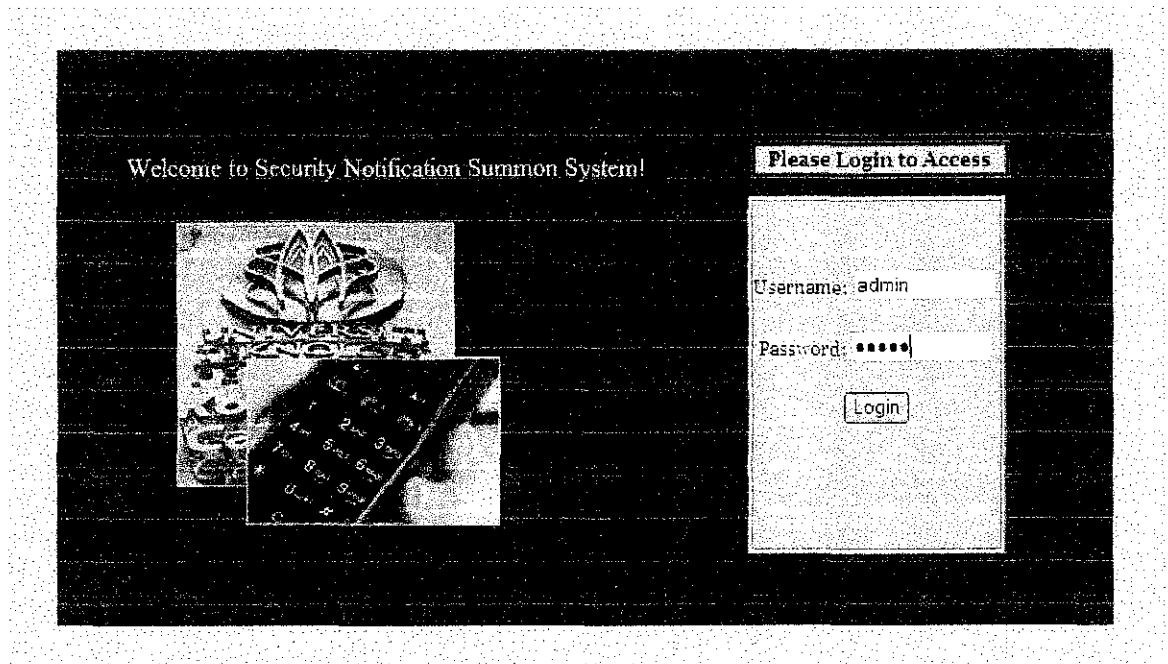 Welcome to Security Notification Summon System!
Please Login to Access
Username: admin
Password: •••••
Login